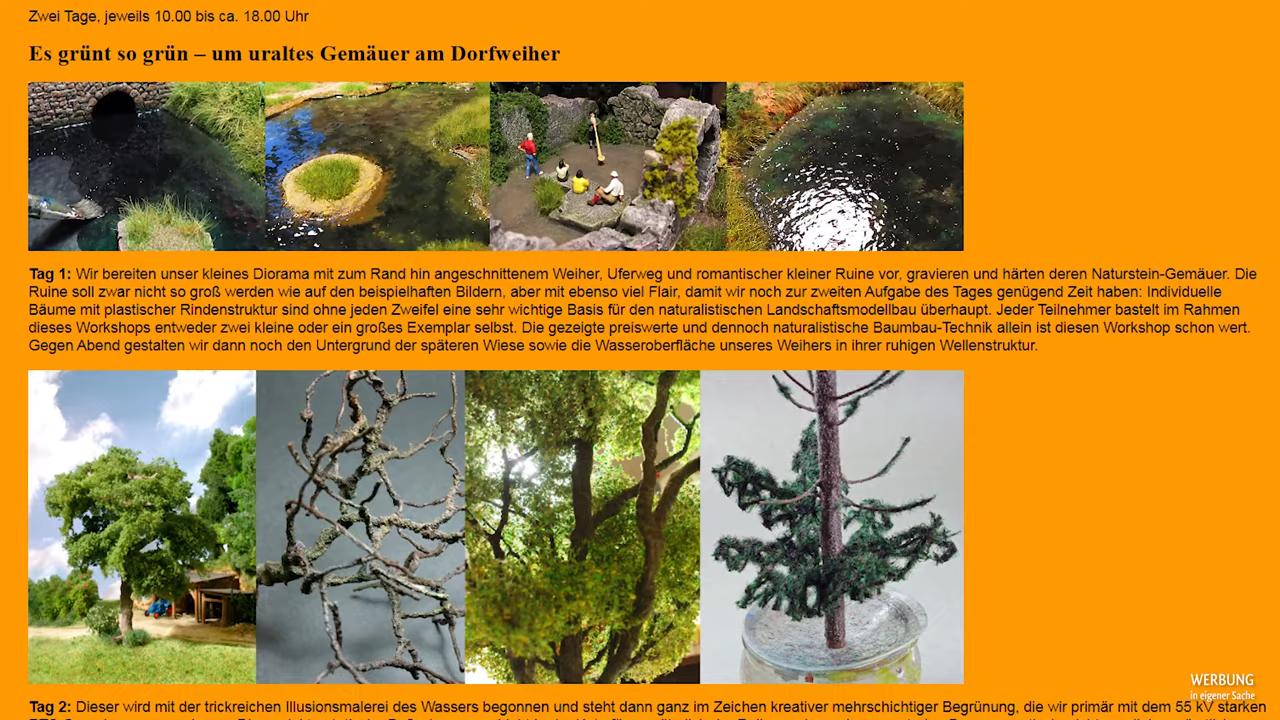 Zwei Tage, jeweils 10.00 bis ca. 18.00 Uhr
Es grünt so grün – um uraltes Gemäuer am Dorfweiher
Tag 1: Wir bereiten unser kleines Diorama mit zum Rand hin angeschnittenem Weiher, Uferweg und romantischer kleiner Ruine vor, gravieren und härten deren Naturstein-Gemäuer. Die
Ruine soll zwar nicht so groß werden wie auf den beispielhaften Bildern, aber mit ebenso viel Flair, damit wir noch zur zweiten Aufgabe des Tages genügend Zeit haben: Individuelle
Bäume mit plastischer Rindenstruktur sind ohne jeden Zweifel eine sehr wichtige Basis für den naturalistischen Landschaftsmodellbau überhaupt. Jeder Teilnehmer bastelt im Rahmen
dieses Workshops entweder zwei kleine oder ein großes Exemplar selbst. Die gezeigte preiswerte und dennoch naturalistische Baumbau-Technik allein ist diesen Workshop schon wert.
Gegen Abend gestalten wir dann noch den Untergrund der späteren Wiese sowie die Wasseroberfläche unseres Weihers in ihrer ruhigen Wellenstruktur.
WERBUNG
in eigener Sache
Tag 2: Dieser wird mit der trickreichen Illusionsmalerei des Wassers begonnen und steht dann ganz im Zeichen kreativer mehrschichtiger Begrünung, die wir primär mit dem 55 kV starken